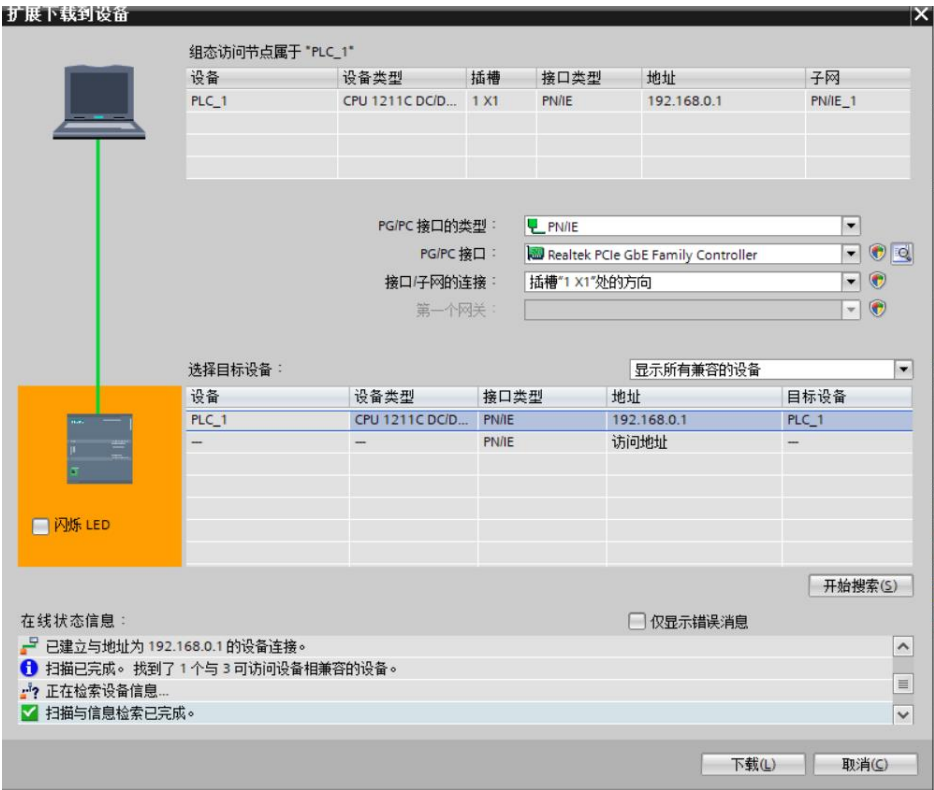 扩展下载到设备
组态访问节点属于 "PLC_1"
设备 设备类型 插槽 接口类型 地址 子网
PLC_1 CPU 1211C DC/D... 1 X1 PN/IE 192.168.0.1 PN/IE_1
PG/PC 接口的类型： PN/IE
PG/PC 接口： Realtek PCIe GbE Family Controller
接口/子网的连接： 插槽"1 X1"处的方向
第一个网关：
选择目标设备： 显示所有兼容的设备
设备 设备类型 接口类型 地址 目标设备
PLC_1 CPU 1211C DC/D... PN/IE 192.168.0.1 PLC_1
— — PN/IE 访问地址 —
闪烁 LED
开始搜索(S)
在线状态信息： 仅显示错误消息
已建立与地址为 192.168.0.1 的设备连接。
扫描已完成。 找到了 1 个与 3 可访问设备相兼容的设备。
正在检索设备信息...
扫描与信息检索已完成。
下载(L) 取消(C)